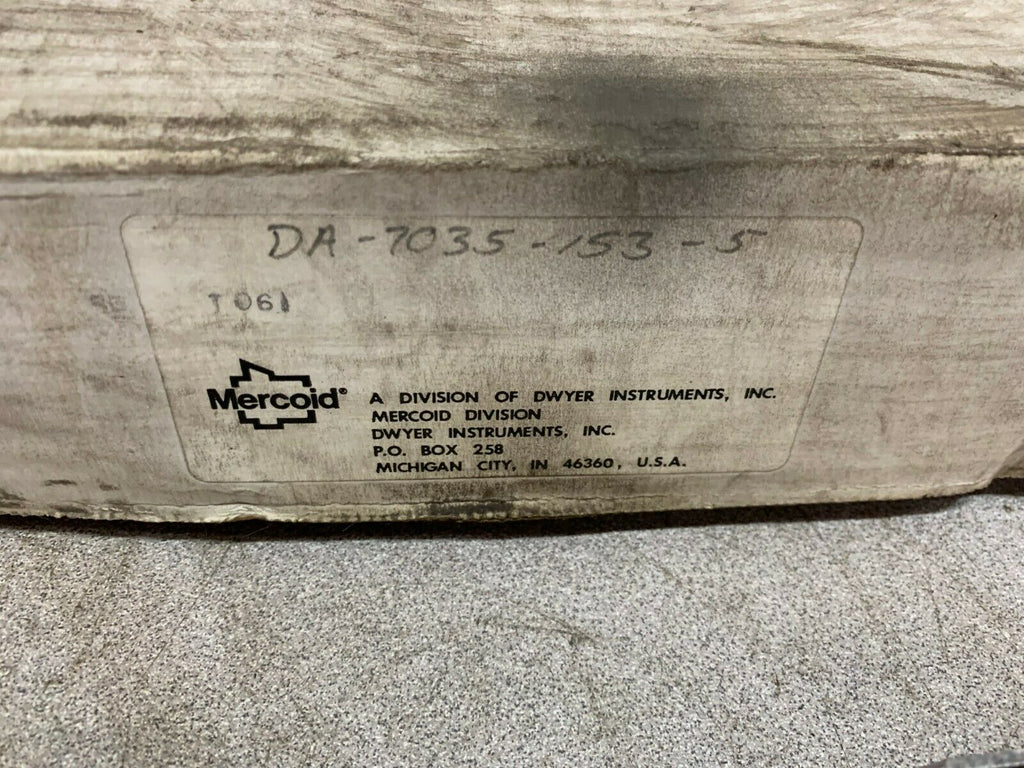 DA-7035-153-5
T061
Mercoid® A DIVISION OF DWYER INSTRUMENTS, INC.
MERCOID DIVISION
DWYER INSTRUMENTS, INC.
P.O. BOX 258
MICHIGAN CITY, IN 46360, U.S.A.